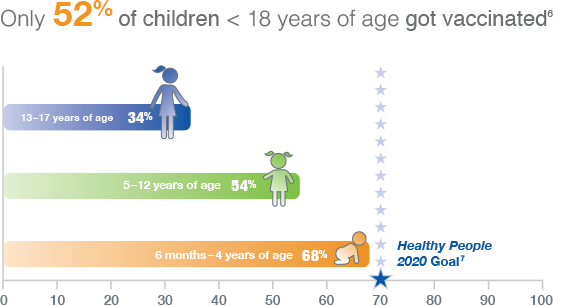 Only 52% of children < 18 years of age got vaccinated⁶
13–17 years of age 34%
5–12 years of age 54%
6 months–4 years of age 68%
Healthy People
2020 Goal⁷
0 10 20 30 40 50 60 70 80 90 100